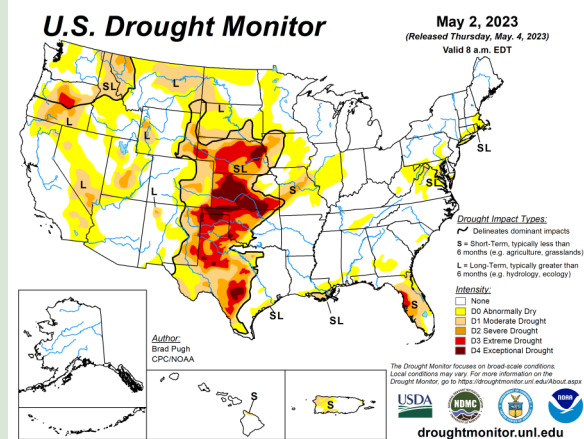 U.S. Drought Monitor
May 2, 2023
(Released Thursday, May. 4, 2023)
Valid 8 a.m. EDT
SL
L
L
L
L
L
L
L
SL
S
SL
SL
SL
SL
S
S
S
Drought Impact Types:
Delineates dominant impacts
S = Short-Term, typically less than
6 months (e.g. agriculture, grasslands)
L = Long-Term, typically greater than
6 months (e.g. hydrology, ecology)
Intensity:
None
D0 Abnormally Dry
D1 Moderate Drought
D2 Severe Drought
D3 Extreme Drought
D4 Exceptional Drought
Author:
Brad Pugh
CPC/NOAA
The Drought Monitor focuses on broad-scale conditions.
Local conditions may vary. For more information on the
Drought Monitor, go to https://droughtmonitor.unl.edu/About.aspx
USDA
NDMC
NOAA
droughtmonitor.unl.edu